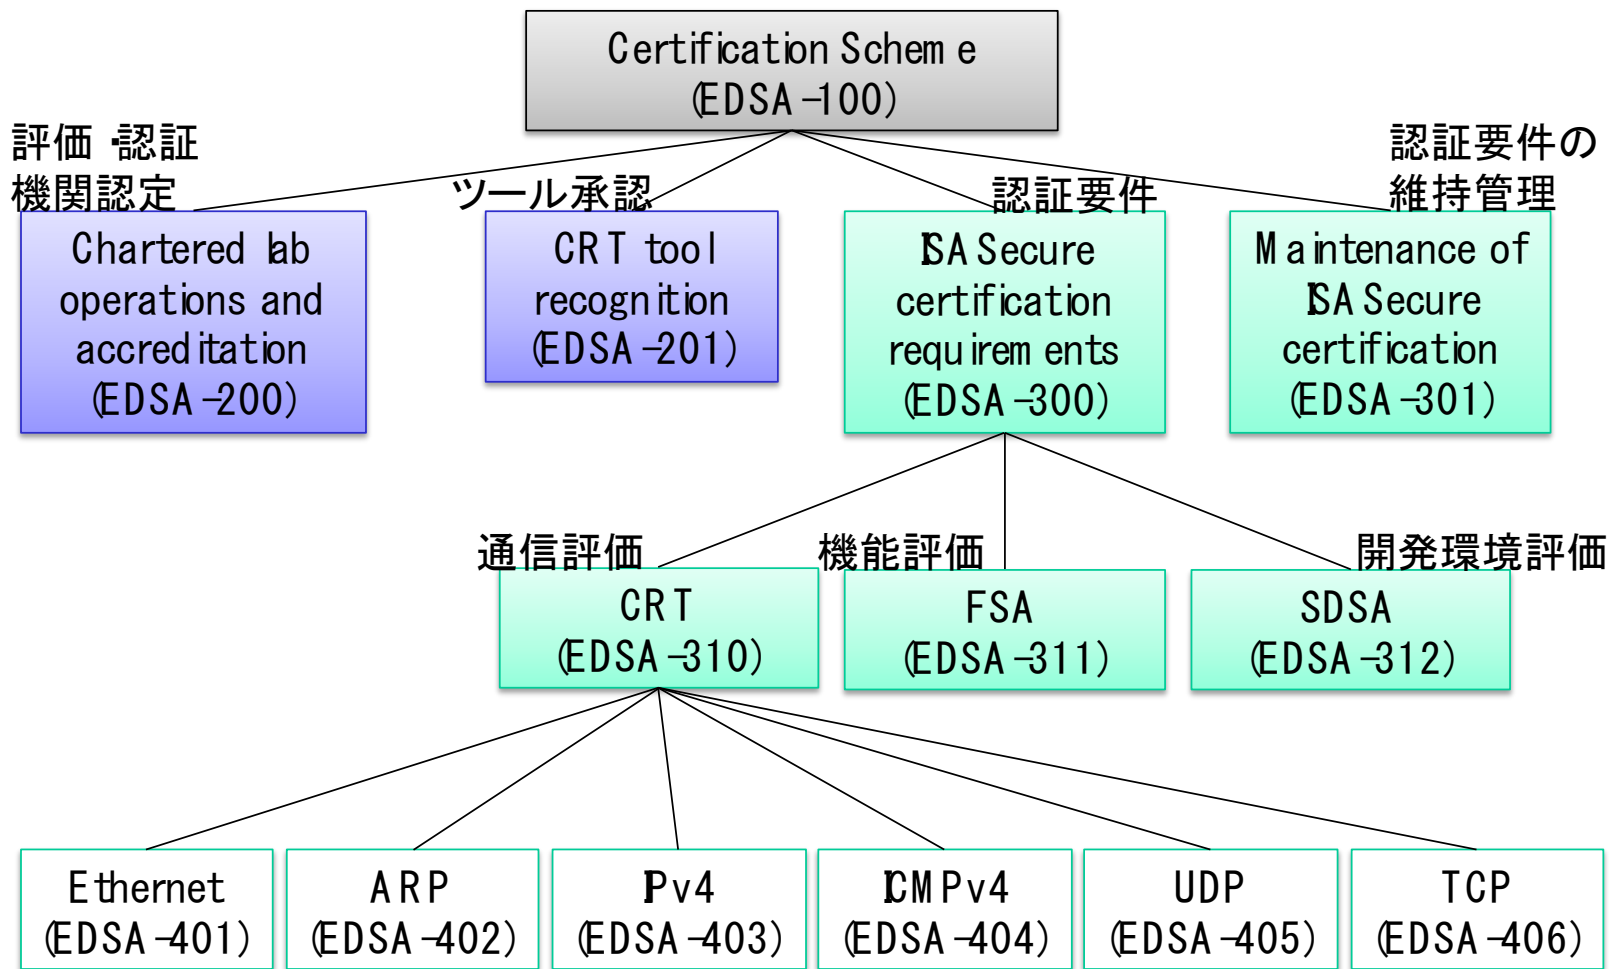 Certification Scheme
(EDSA-100)
評価・認証
機関認定
ツール承認
認証要件
認証要件の
維持管理
Chartered lab
operations and
accreditation
(EDSA-200)
CRT tool
recognition
(EDSA-201)
ISASecure
certification
requirements
(EDSA-300)
Maintenance of
ISASecure
certification
(EDSA-301)
通信評価
機能評価
開発環境評価
CRT
(EDSA-310)
FSA
(EDSA-311)
SDSA
(EDSA-312)
Ethernet
(EDSA-401)
ARP
(EDSA-402)
IPv4
(EDSA-403)
ICMPv4
(EDSA-404)
UDP
(EDSA-405)
TCP
(EDSA-406)